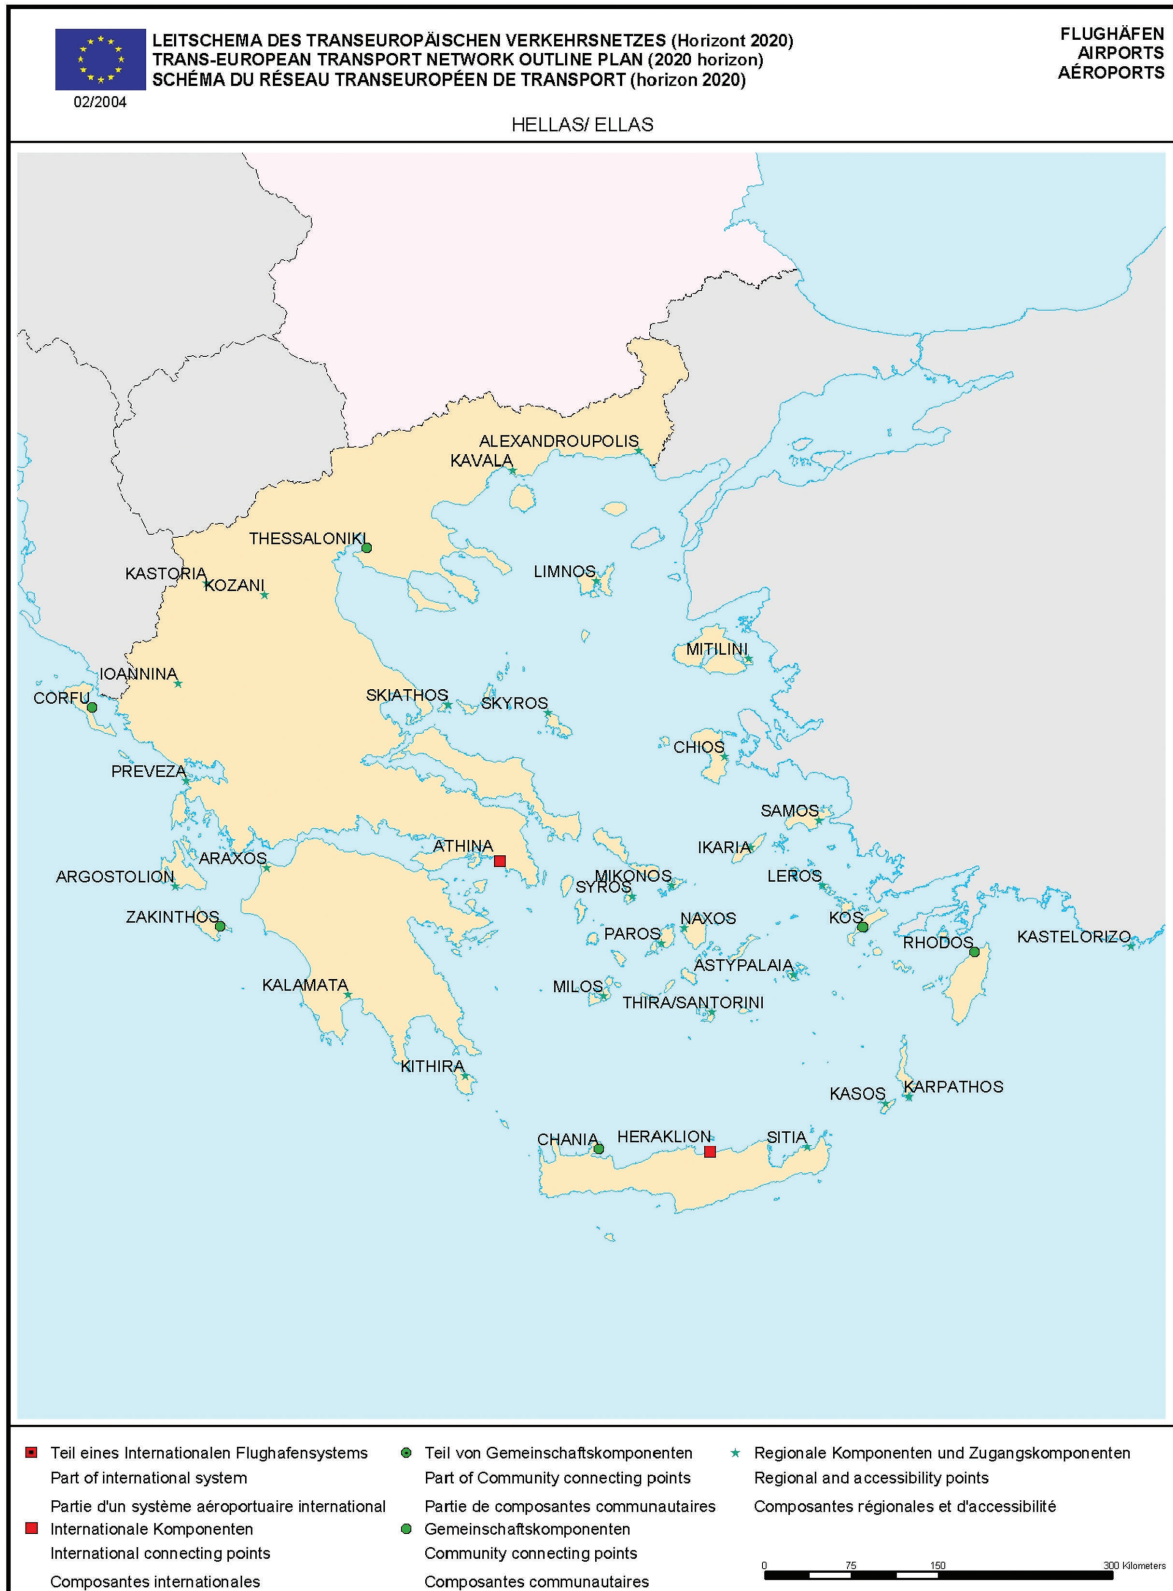 LEITSCHEMA DES TRANSEUROPÄISCHEN VERKEHRSNETZES (Horizont 2020)
TRANS-EUROPEAN TRANSPORT NETWORK OUTLINE PLAN (2020 horizon)
SCHÉMA DU RÉSEAU TRANSEUROPÉEN DE TRANSPORT (horizon 2020)
FLUGHÄFEN
AIRPORTS
AÉROPORTS
02/2004
HELLAS/ ELLAS
ALEXANDROUPOLIS
KAVALA
THESSALONIKI
KASTORIA
KOZANI
LIMNOS
MITILINI
IOANNINA
CORFU
SKIATHOS
SKYROS
CHIOS
PREVEZA
SAMOS
ATHINA
IKARIA
ARAXOS
ARGOSTOLION
MIKONOS
SYROS
LEROS
ZAKINTHOS
NAXOS
KOS
PAROS
RHODOS
KASTELORIZO
ASTYPALAIA
KALAMATA
MILOS
THIRA/SANTORINI
KITHIRA
KASOS
KARPATHOS
CHANIA
HERAKLION
SITIA
Teil eines Internationalen Flughafensystems
Part of international system
Partie d'un système aéroportuaire international
Internationale Komponenten
International connecting points
Composantes internationales
Teil von Gemeinschaftskomponenten
Part of Community connecting points
Partie de composantes communautaires
Gemeinschaftskomponenten
Community connecting points
Composantes communautaires
Regionale Komponenten und Zugangskomponenten
Regional and accessibility points
Composantes régionales et d'accessibilité
0 75 150 300 Kilometers